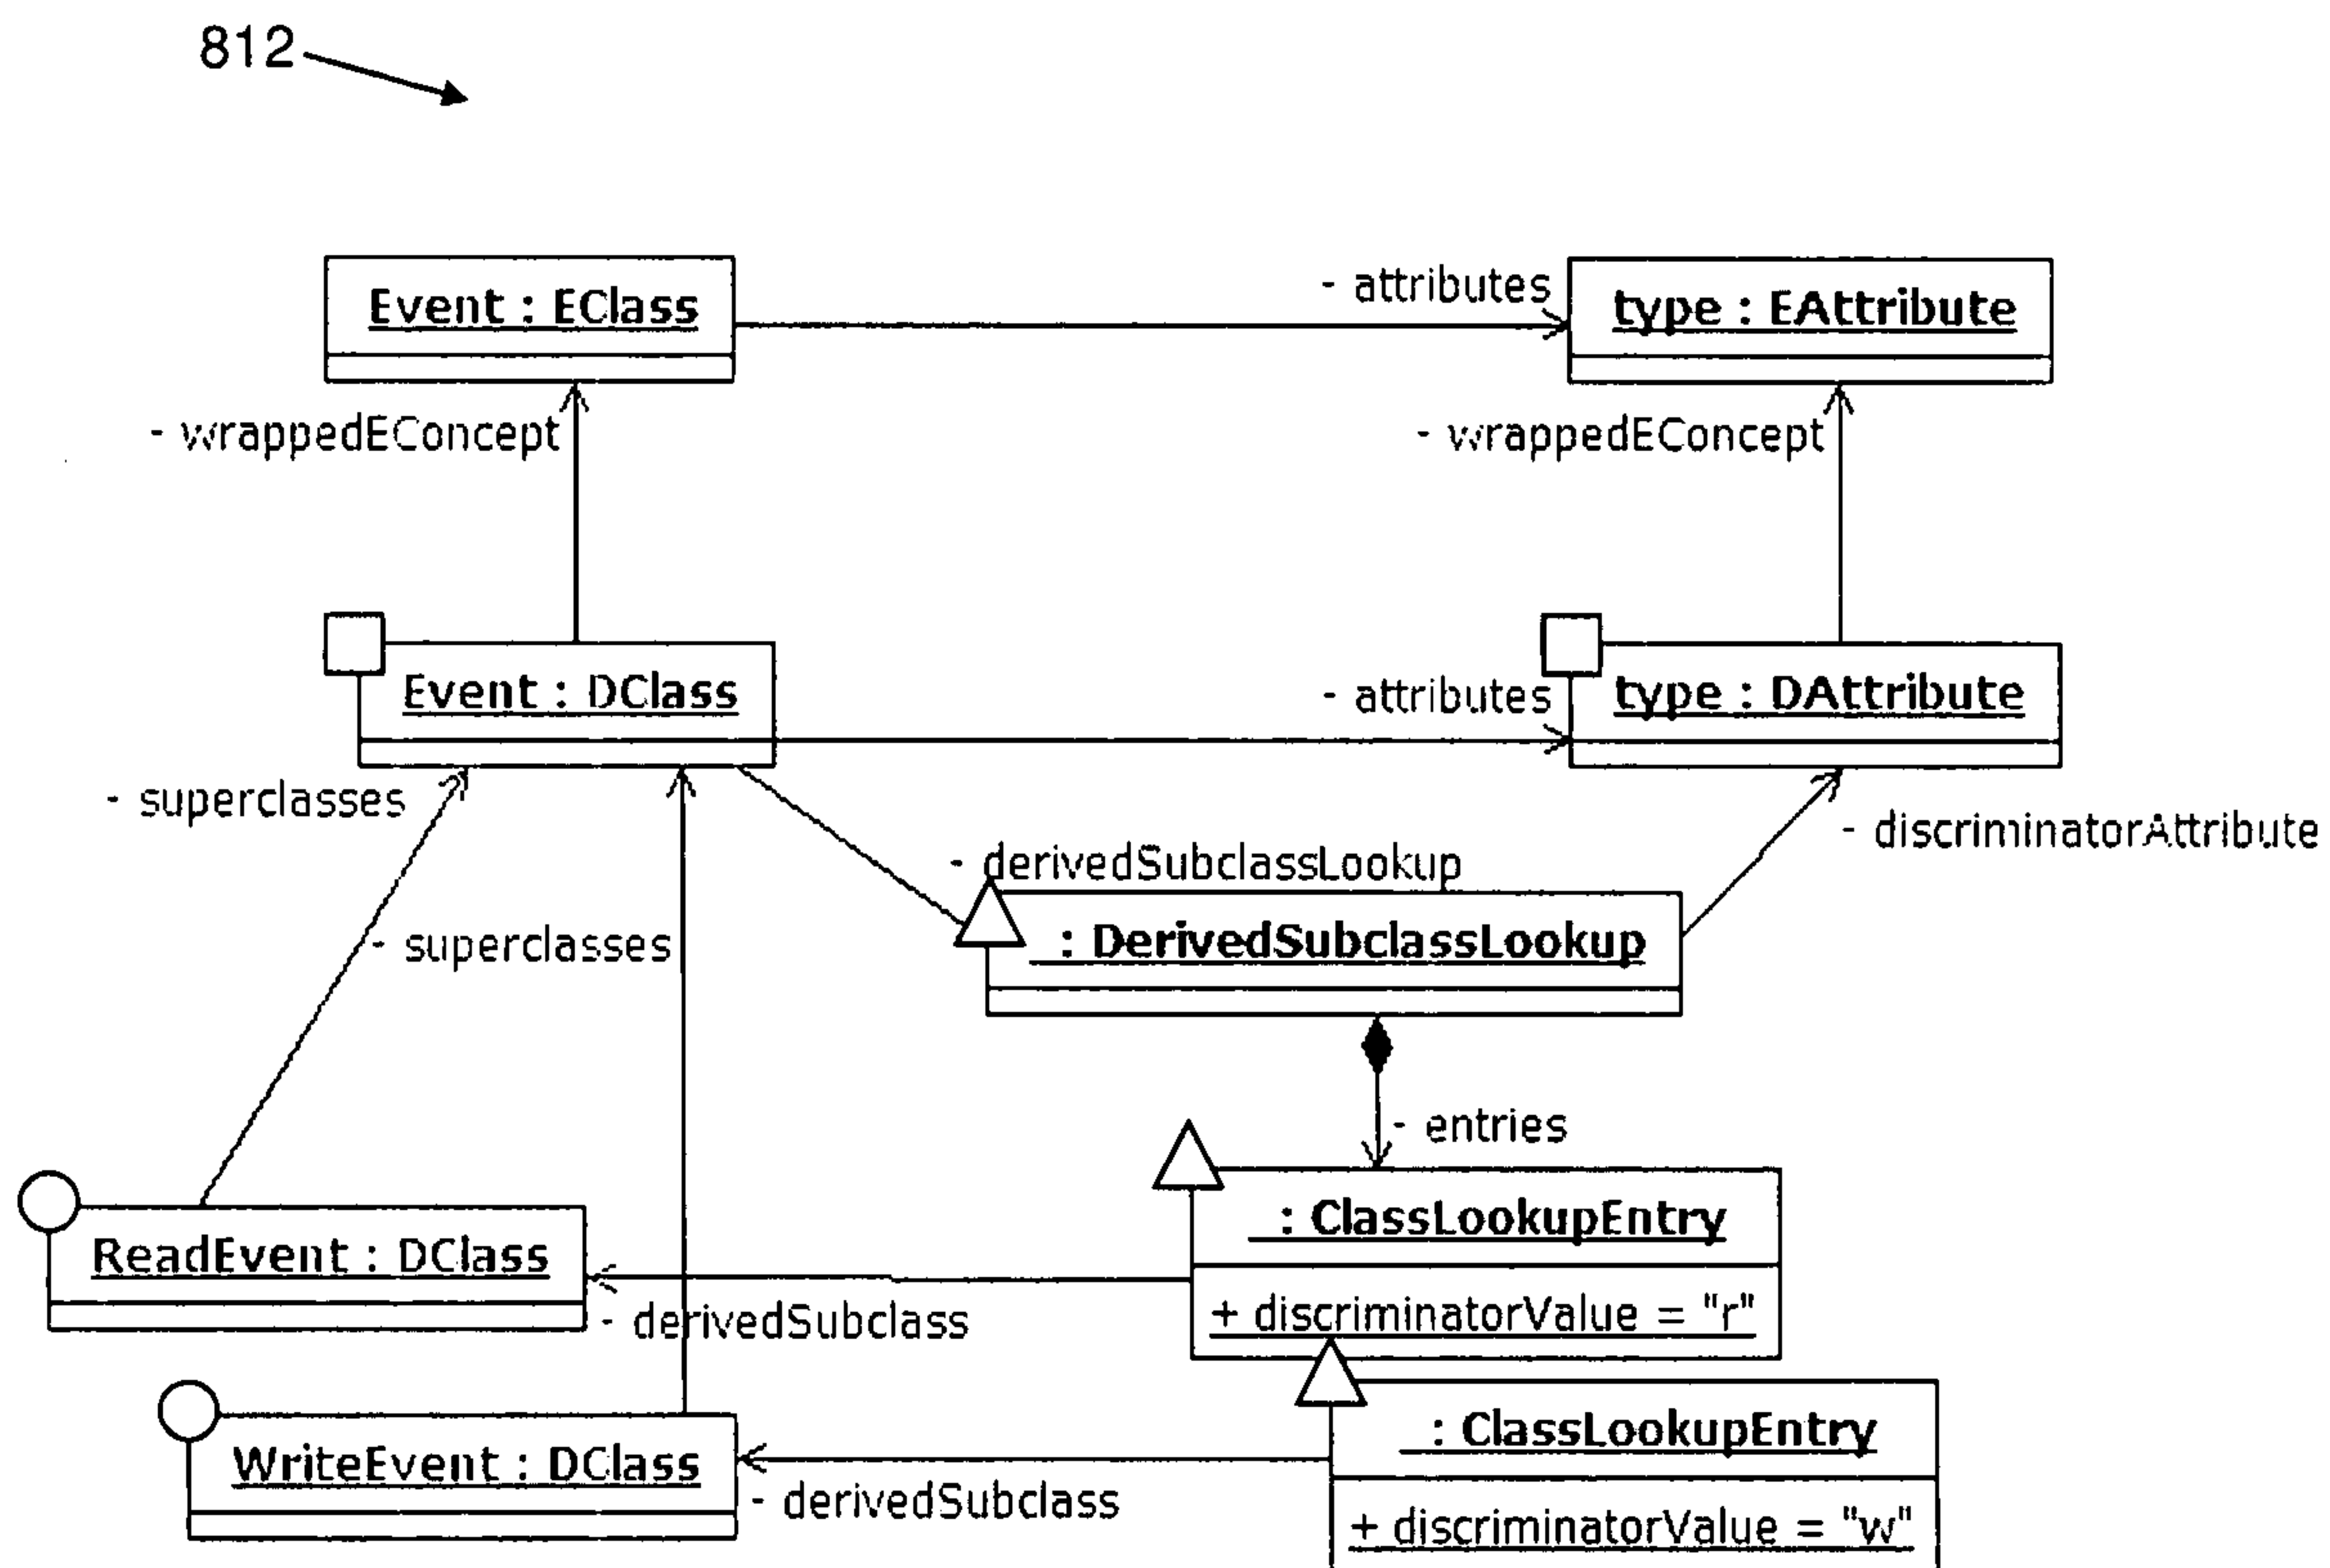 812
- attributes
Event : EClass
type : EAttribute
- wrappedEConcept
- wrappedEConcept
Event : DClass
- attributes
type : DAttribute
- superclasses
- discriminatorAttribute
- derivedSubclassLookup
- superclasses
: DerivedSubclassLookup
- entries
: ClassLookupEntry
ReadEvent : DClass
+ discriminatorValue = "r"
- derivedSubclass
: ClassLookupEntry
WriteEvent : DClass
- derivedSubclass
+ discriminatorValue = "w"